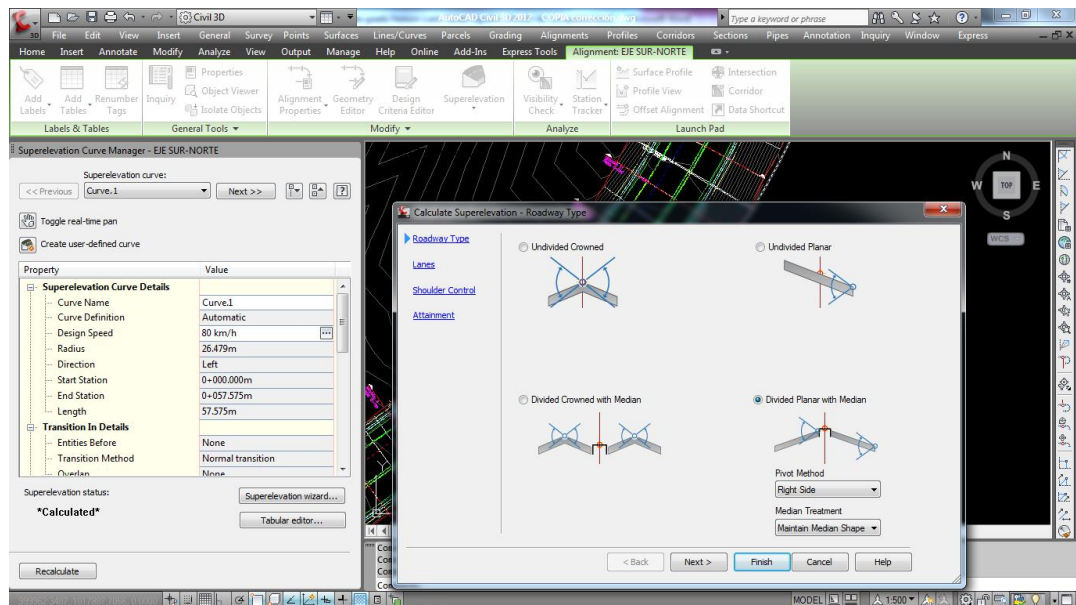 Civil 3D
AutoCAD Civil 3D 2012
COPIA coneccion.dwg
Type a keyword or phrase
3D File Edit View Insert General Survey Points Surfaces Lines/Curves Parcels Grading Alignments Profiles Corridors Sections Pipes Annotation Inquiry Window Express
Home Insert Annotate Modify Analyze View Output Manage Help Online Add-Ins Express Tools Alignment: EJE SUR-NORTE
Add Labels
Add Tables
Renumber Tags
Inquiry
Properties
Object Viewer
Isolate Objects
Alignment Properties
Geometry Editor
Design Criteria Editor
Superelevation
Visibility Check
Station Tracker
Surface Profile
Profile View
Offset Alignment
Intersection
Corridor
Data Shortcut
Labels & Tables
General Tools
Modify
Analyze
Launch Pad
Superelevation Curve Manager - EJE SUR-NORTE
Superelevation curve:
<< Previous Curve.1 Next >>
Toggle real-time pan
Create user-defined curve
Property Value
Superelevation Curve Details
Curve Name Curve.1
Curve Definition Automatic
Design Speed 80 km/h
Radius 26.479m
Direction Left
Start Station 0+000.000m
End Station 0+057.575m
Length 57.575m
Transition In Details
Entities Before None
Transition Method Normal transition
Overlap None
Superelevation status:
*Calculated*
Superelevation wizard...
Tabular editor...
Recalculate
N
W TOP E
S
WCS
Calculate Superelevation - Roadway Type
Roadway Type
Lanes
Shoulder Control
Attainment
Undivided Crowned
Undivided Planar
Divided Crowned with Median
Divided Planar with Median
Pivot Method
Right Side
Median Treatment
Maintain Median Shape
< Back Next > Finish Cancel Help
MODEL
1:500